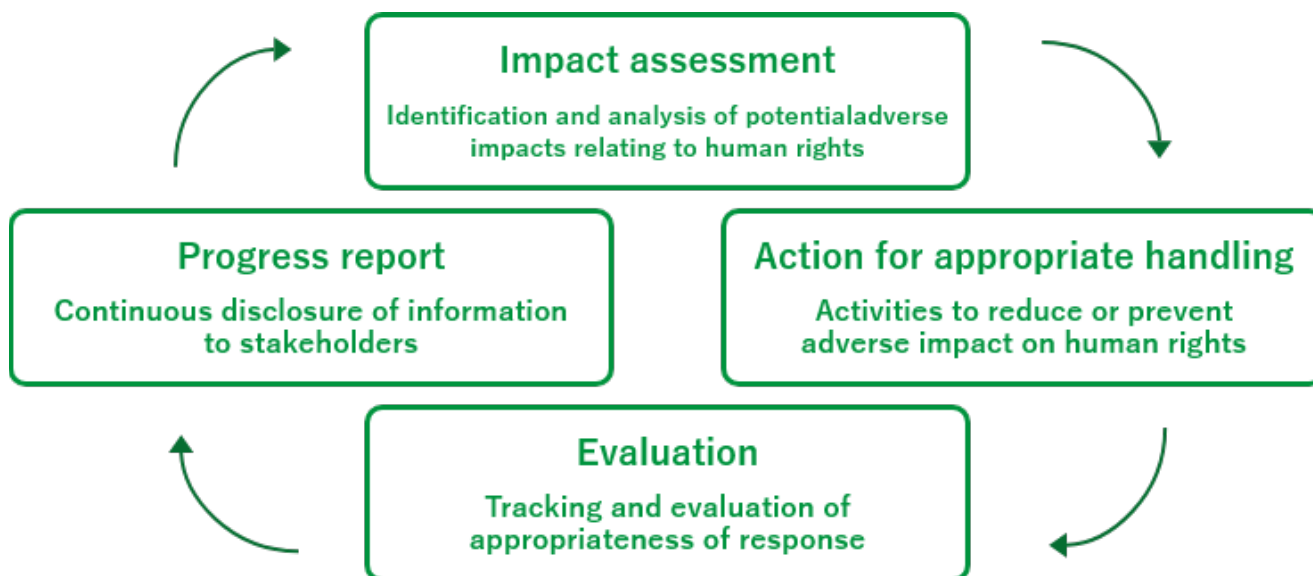 Impact assessment
Identification and analysis of potentialadverse
impacts relating to human rights
Progress report
Continuous disclosure of information
to stakeholders
Action for appropriate handling
Activities to reduce or prevent
adverse impact on human rights
Evaluation
Tracking and evaluation of
appropriateness of response